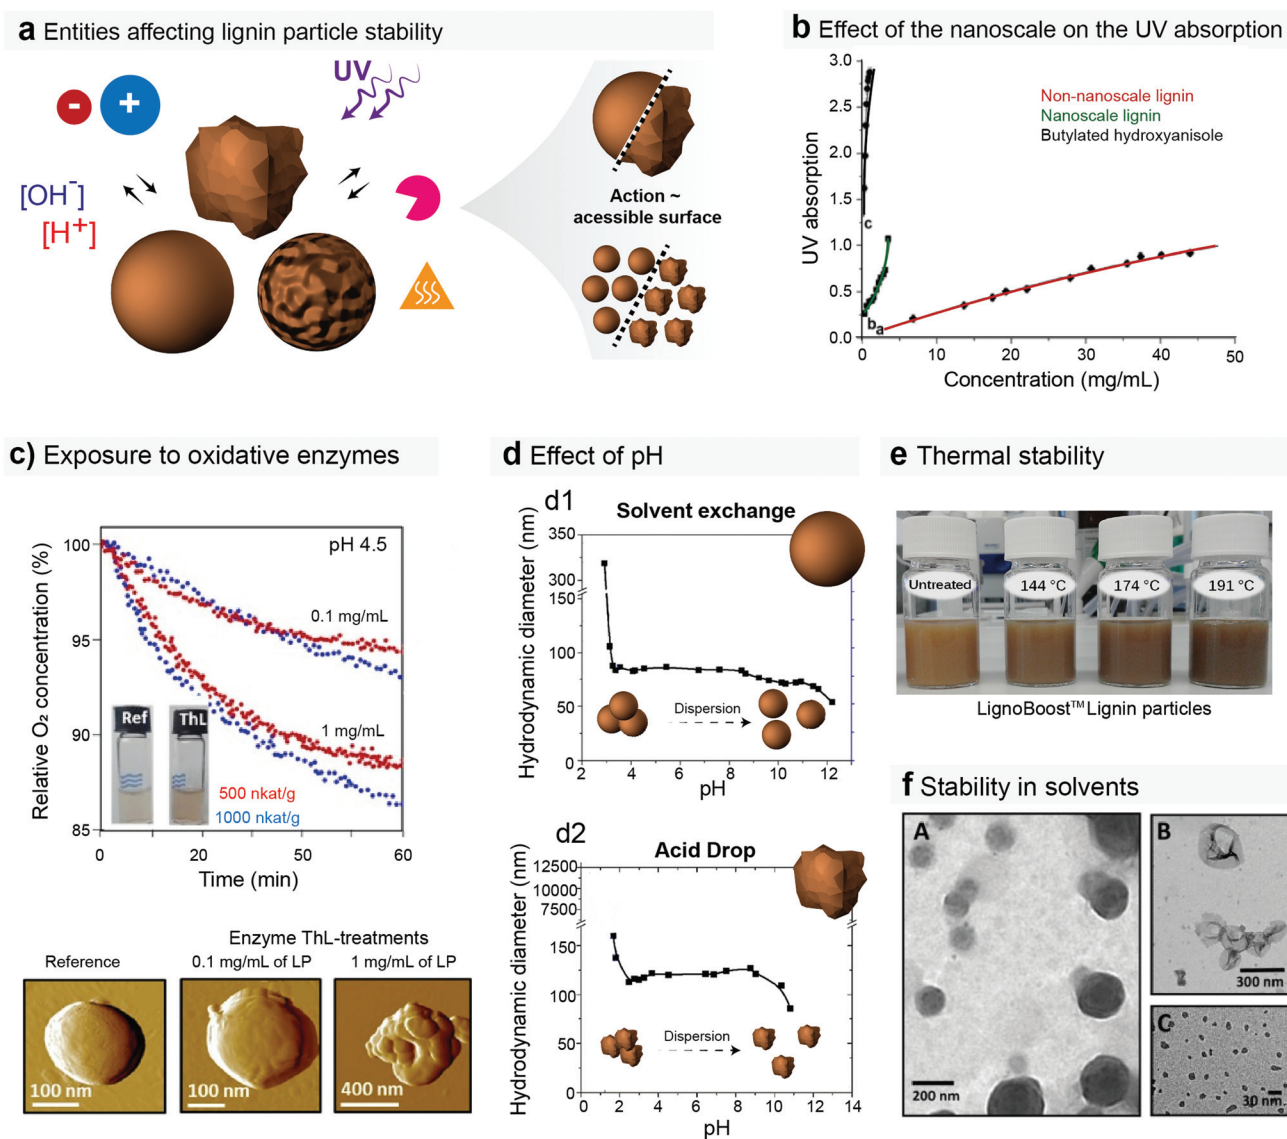 a Entities affecting lignin particle stability
UV
-
+
[OH⁻]
[H⁺]
Action ~
acessible surface
b Effect of the nanoscale on the UV absorption
3.0
2.5
2.0
1.5
1.0
0.5
0.0
UV absorption
Non-nanoscale lignin
Nanoscale lignin
Butylated hydroxyanisole
c
b
a
0
10
20
30
40
50
Concentration (mg/mL)
c) Exposure to oxidative enzymes
Relative O₂ concentration (%)
100
95
90
85
pH 4.5
0.1 mg/mL
1 mg/mL
Ref
ThL
500 nkat/g
1000 nkat/g
0
20
50
60
Time (min)
Enzyme ThL-treatments
Reference
0.1 mg/mL of LP
1 mg/mL of LP
100 nm
100 nm
400 nm
d Effect of pH
d1
Solvent exchange
Hydrodynamic diameter (nm)
350
300
150
100
50
0
Dispersion
2
4
6
8
10
12
pH
d2
Acid Drop
Hydrodynamic diameter (nm)
12500
10000
7500
150
100
50
0
Dispersion
0
2
4
6
8
10
12
14
pH
e Thermal stability
Untreated
144 °C
174 °C
191 °C
LignoBoost™ Lignin particles
f Stability in solvents
A
200 nm
B
300 nm
C
30 nm